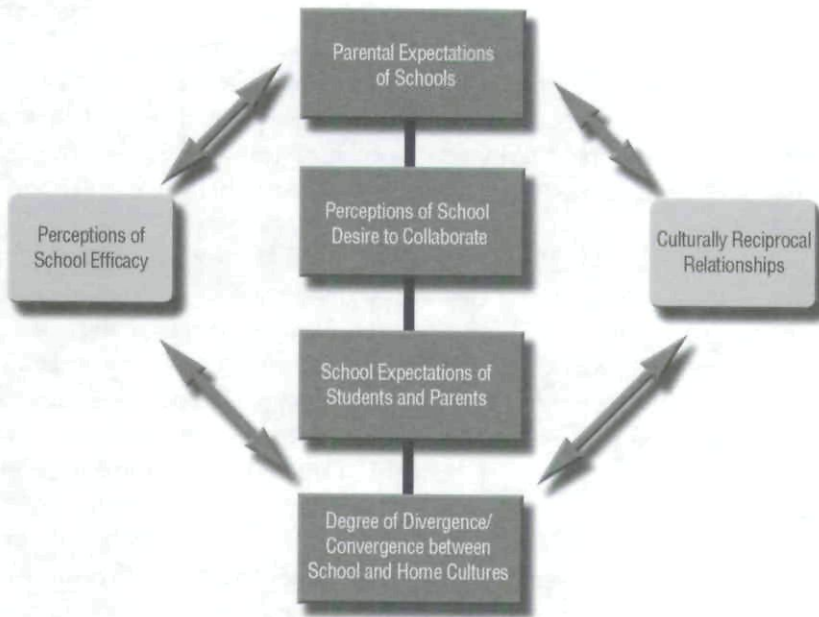 Parental Expectations
of Schools
Perceptions of School
Desire to Collaborate
Perceptions of
School Efficacy
Culturally Reciprocal
Relationships
School Expectations of
Students and Parents
Degree of Divergence/
Convergence between
School and Home Cultures